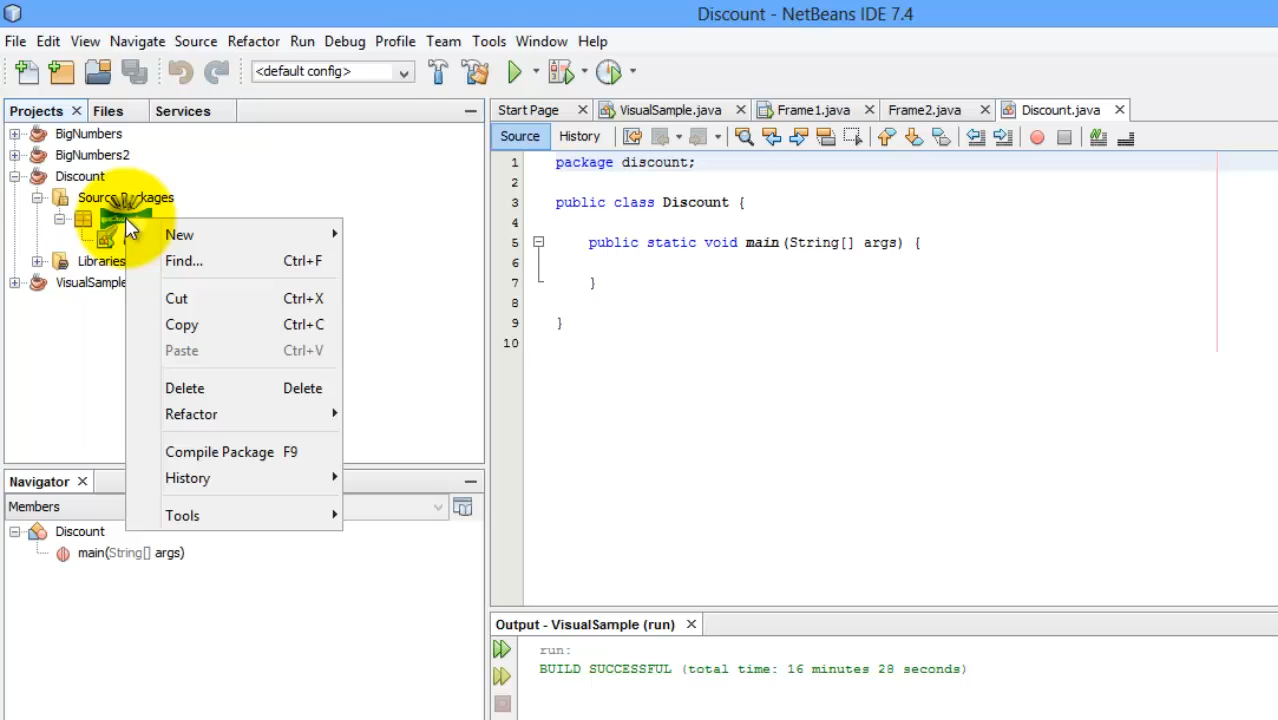 Discount - NetBeans IDE 7.4
File Edit View Navigate Source Refactor Run Debug Profile Team Tools Window Help
<default config>
Projects Files Services
BigNumbers
BigNumbers2
Discount
Source Packages
Libraries
VisualSample
New
Find... Ctrl+F
Cut Ctrl+X
Copy Ctrl+C
Paste Ctrl+V
Delete Delete
Refactor
Compile Package F9
History
Tools
Navigator
Members
Discount
main(String[] args)
Start Page VisualSample.java Frame1.java Frame2.java Discount.java
Source History
1 package discount;
2
3 public class Discount {
4
5 public static void main(String[] args) {
6
7 }
8
9 }
10
Output - VisualSample (run)
run:
BUILD SUCCESSFUL (total time: 16 minutes 28 seconds)